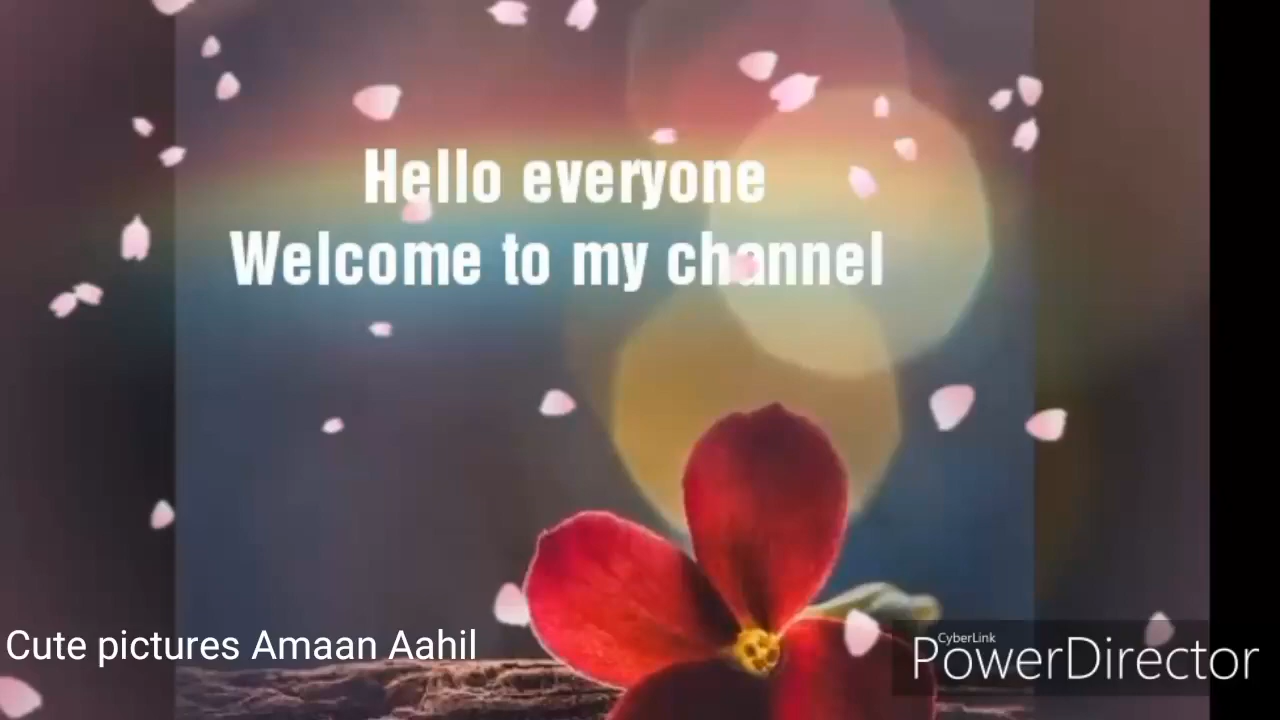 Hello everyone
Welcome to my channel
Cute pictures Amaan Aahil
CyberLink
PowerDirector